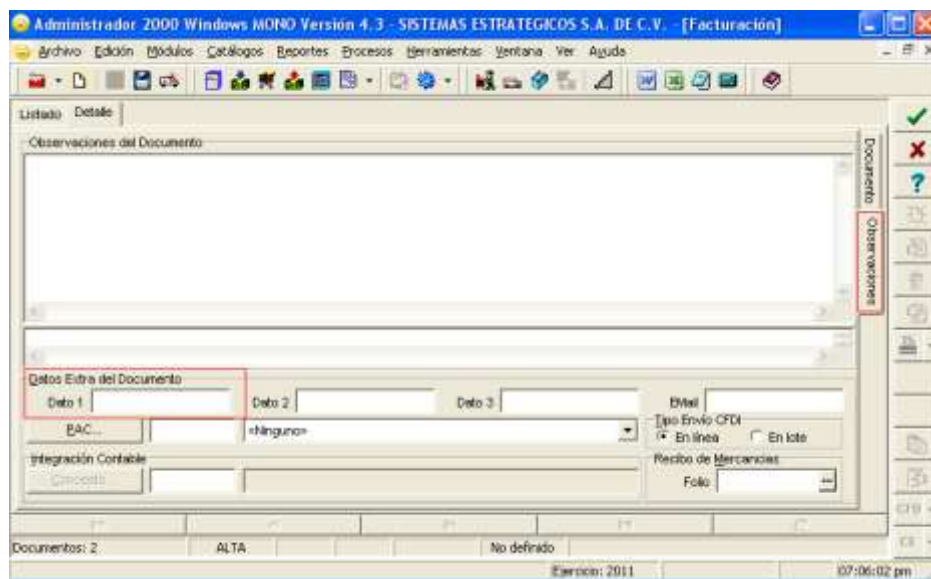 Administrador 2000 Windows MONO Versión 4.3 - SISTEMAS ESTRATEGICOS S.A. DE C.V. - [Facturación]
Archivo Edición Módulos Catálogos Reportes Procesos Herramientas Ventana Ver Ayuda
Listado Detalle
Observaciones del Documento
Documento
Observaciones
Datos Extra del Documento
Dato 1 Dato 2 Dato 3 EMail
PAC... <Ninguno>
Tipo Envío CFDI
En línea En lote
Integración Contable
Concepto
Recibo de Mercancías
Folio
Documentos: 2 ALTA No definido
Ejercicio: 2011 07:06:02 pm